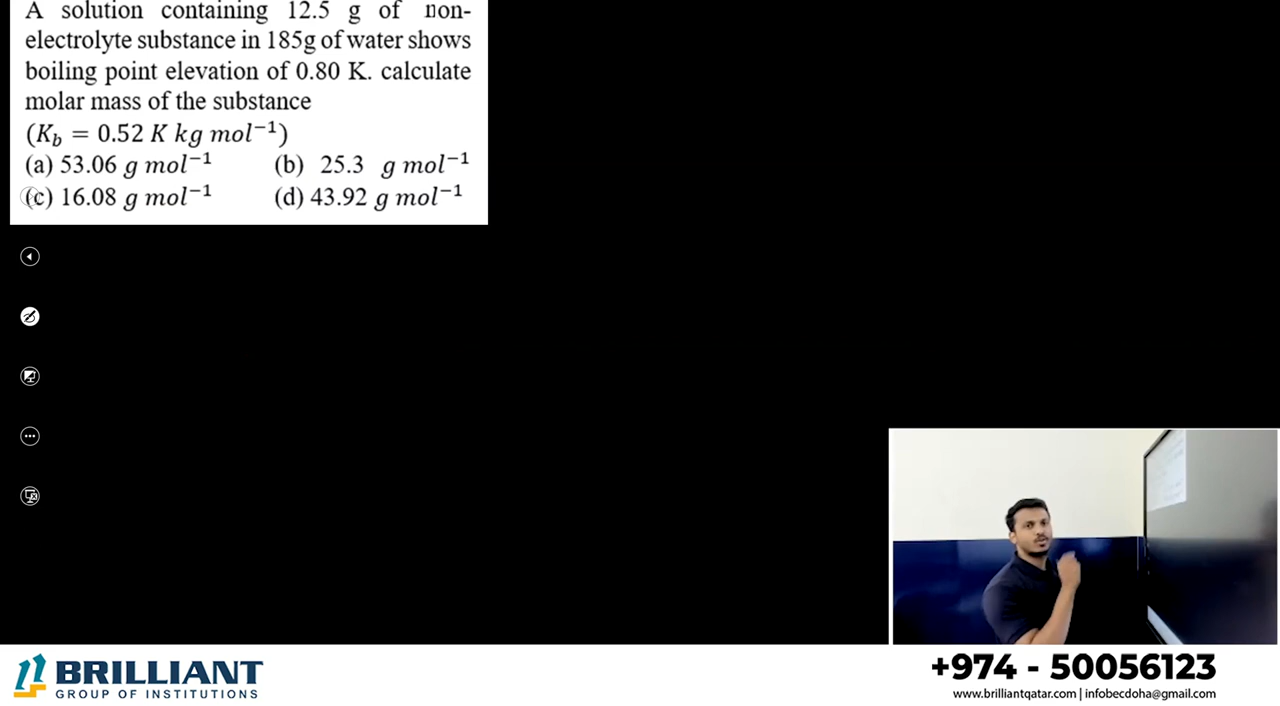 A solution containing 12.5 g of non-
electrolyte substance in 185g of water shows
boiling point elevation of 0.80 K. calculate
molar mass of the substance
(K_b = 0.52 K kg mol⁻¹)
(a) 53.06 g mol⁻¹ (b) 25.3 g mol⁻¹
(c) 16.08 g mol⁻¹ (d) 43.92 g mol⁻¹
BRILLIANT
GROUP OF INSTITUTIONS
+974 - 50056123
www.brilliantqatar.com | infobecdoha@gmail.com